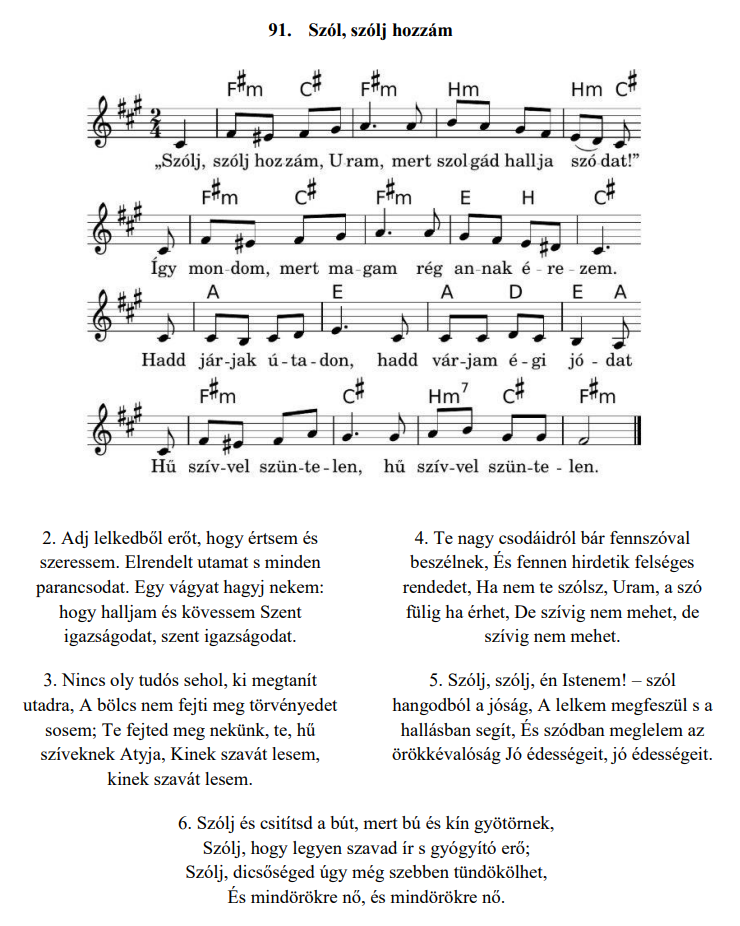 91. Szól, szólj hozzám
F♯m C♯ F♯m Hm Hm C♯
2/4
„Szólj, szólj hoz zám, U ram, mert szol gád hall ja szó-dat!”
F♯m C♯ F♯m E H C♯
Így mon-dom, mert ma-gam rég an-nak é-re-zem.
A E A D E A
Hadd jár-jak ú-ta-don, hadd vár-jam é-gi jó-dat
F♯m C♯ Hm7 C♯ F♯m
Hű szív-vel szün-te-len, hű szív-vel szün-te-len.
2. Adj lelkedből erőt, hogy értsem és
szeressem. Elrendelt utamat s minden
parancsodat. Egy vágyat hagyj nekem:
hogy halljam és kövessem Szent
igazságodat, szent igazságodat.
3. Nincs oly tudós sehol, ki megtanít
utadra, A bölcs nem fejti meg törvényedet
sosem; Te fejted meg nekünk, te, hű
szíveknek Atyja, Kinek szavát lesem,
kinek szavát lesem.
4. Te nagy csodáidról bár fennszóval
beszélnek, És fennen hirdetik felséges
rendedet, Ha nem te szólsz, Uram, a szó
fülig ha érhet, De szívig nem mehet, de
szívig nem mehet.
5. Szólj, szólj, én Istenem! – szól
hangodból a jóság, A lelkem megfeszül s a
hallásban segít, És szódban meglelem az
örökkévalóság Jó édességeit, jó édességeit.
6. Szólj és csitítsd a bút, mert bú és kín gyötörnek,
Szólj, hogy legyen szavad ír s gyógyító erő;
Szólj, dicsőséged úgy még szebben tündökölhet,
És mindörökre nő, és mindörökre nő.